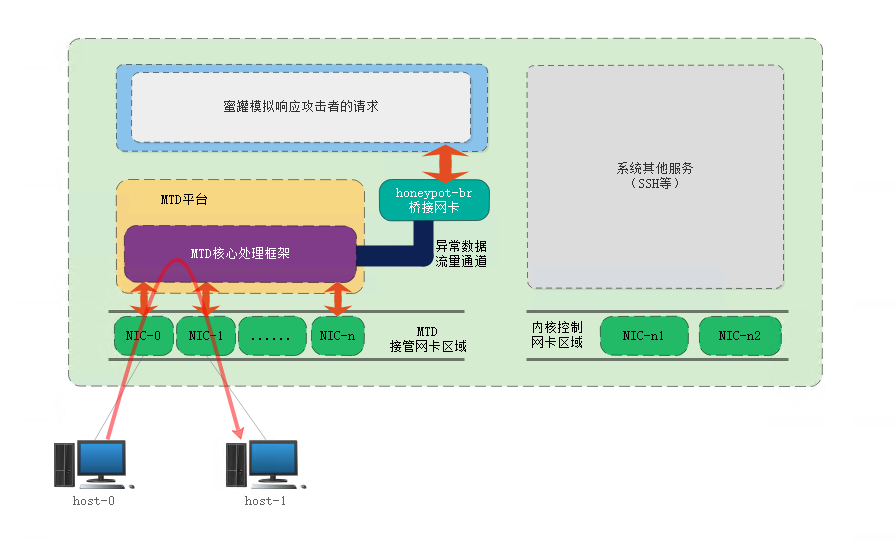 蜜罐模拟响应攻击者的请求
系统其他服务
（SSH等）
MTD平台
honeypot-br
桥接网卡
MTD核心处理框架
异常数据
流量通道
NIC-0
NIC-1
......
NIC-n
MTD
接管网卡区域
内核控制
网卡区域
NIC-n1
NIC-n2
host-0
host-1